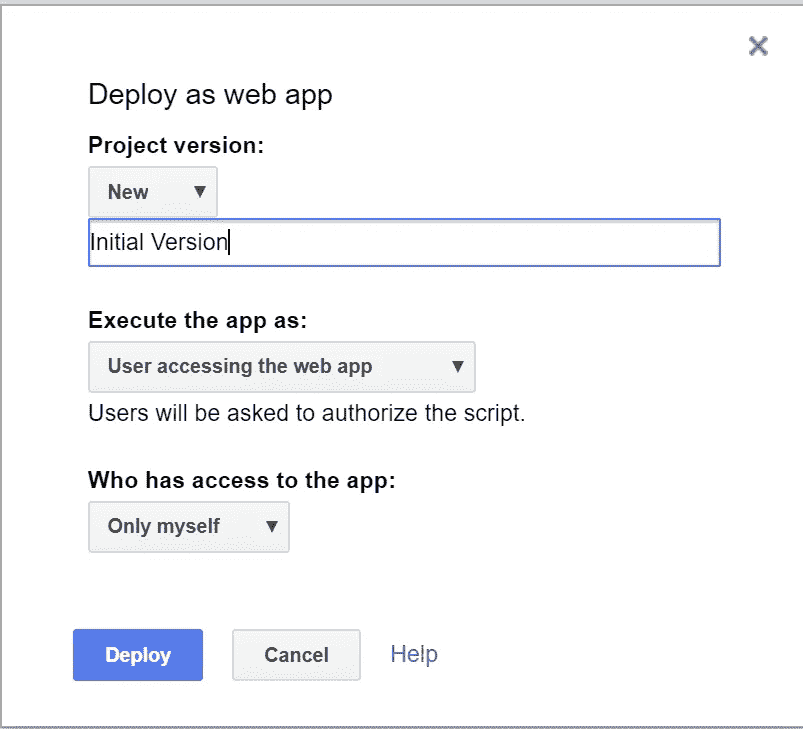 Deploy as web app
Project version:
New
Initial Version
Execute the app as:
User accessing the web app
Users will be asked to authorize the script.
Who has access to the app:
Only myself
Deploy Cancel Help